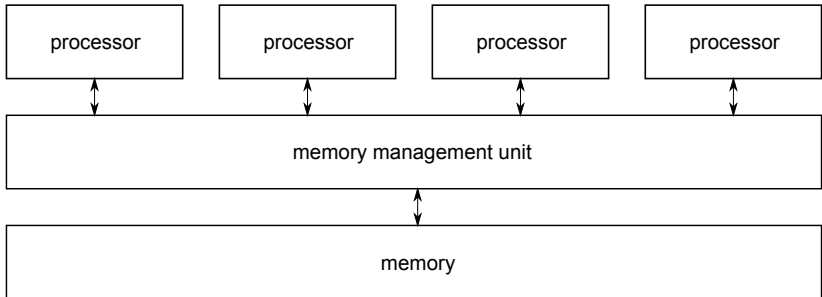 processor
processor
processor
processor
memory management unit
memory